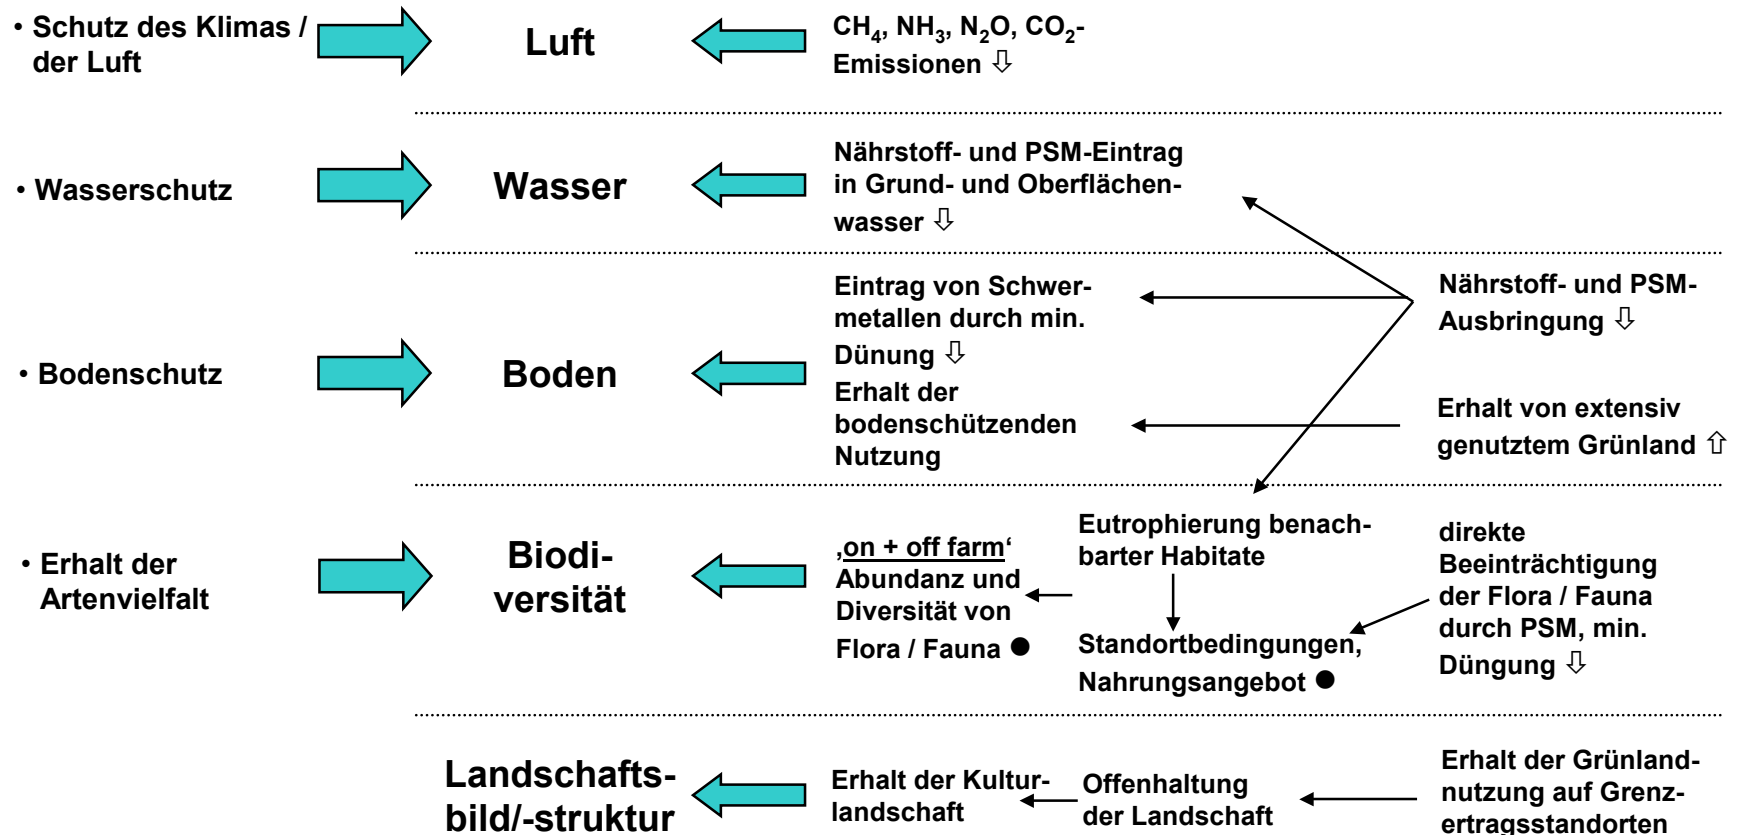 • Schutz des Klimas /
der Luft
Luft
CH₄, NH₃, N₂O, CO₂-
Emissionen ⇩
• Wasserschutz
Wasser
Nährstoff- und PSM-Eintrag
in Grund- und Oberflächen-
wasser ⇩
• Bodenschutz
Boden
Eintrag von Schwer-
metallen durch min.
Dünung ⇩
Erhalt der
bodenschützenden
Nutzung
Nährstoff- und PSM-
Ausbringung ⇩
Erhalt von extensiv
genutztem Grünland ⇧
• Erhalt der
Artenvielfalt
Biodi-
versität
‚on + off farm‘
Abundanz und
Diversität von
Flora / Fauna ●
Eutrophierung benach-
barter Habitate
Standortbedingungen,
Nahrungsangebot ●
direkte
Beeinträchtigung
der Flora / Fauna
durch PSM, min.
Düngung ⇩
Landschafts-
bild/-struktur
Erhalt der Kultur-
landschaft
Offenhaltung
der Landschaft
Erhalt der Grünland-
nutzung auf Grenz-
ertragsstandorten